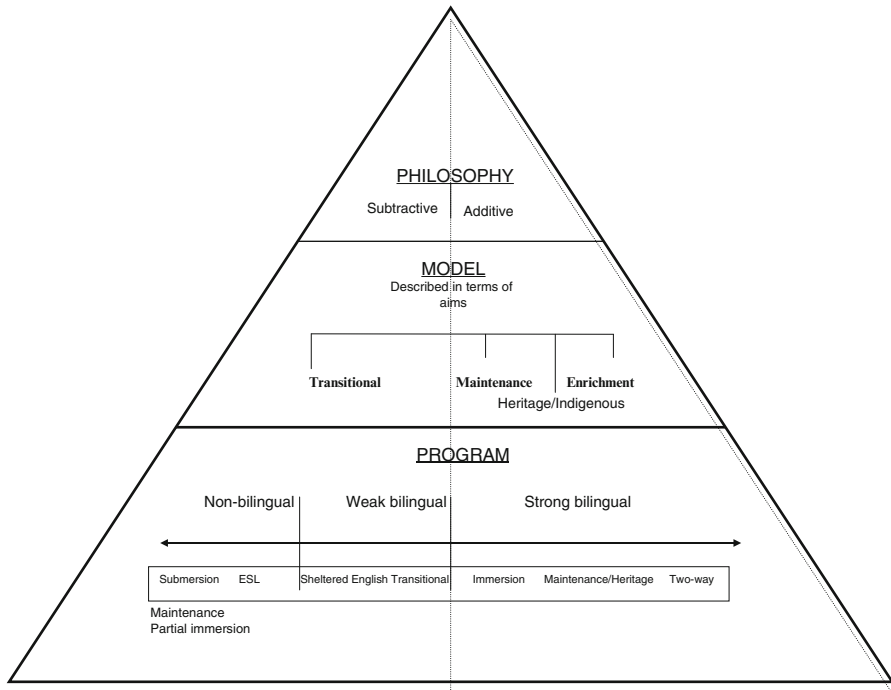 PHILOSOPHY
Subtractive Additive
MODEL
Described in terms of
aims
Transitional Maintenance Enrichment
Heritage/Indigenous
PROGRAM
Non-bilingual Weak bilingual Strong bilingual
Submersion ESL Sheltered English Transitional Immersion Maintenance/Heritage Two-way
Maintenance
Partial immersion